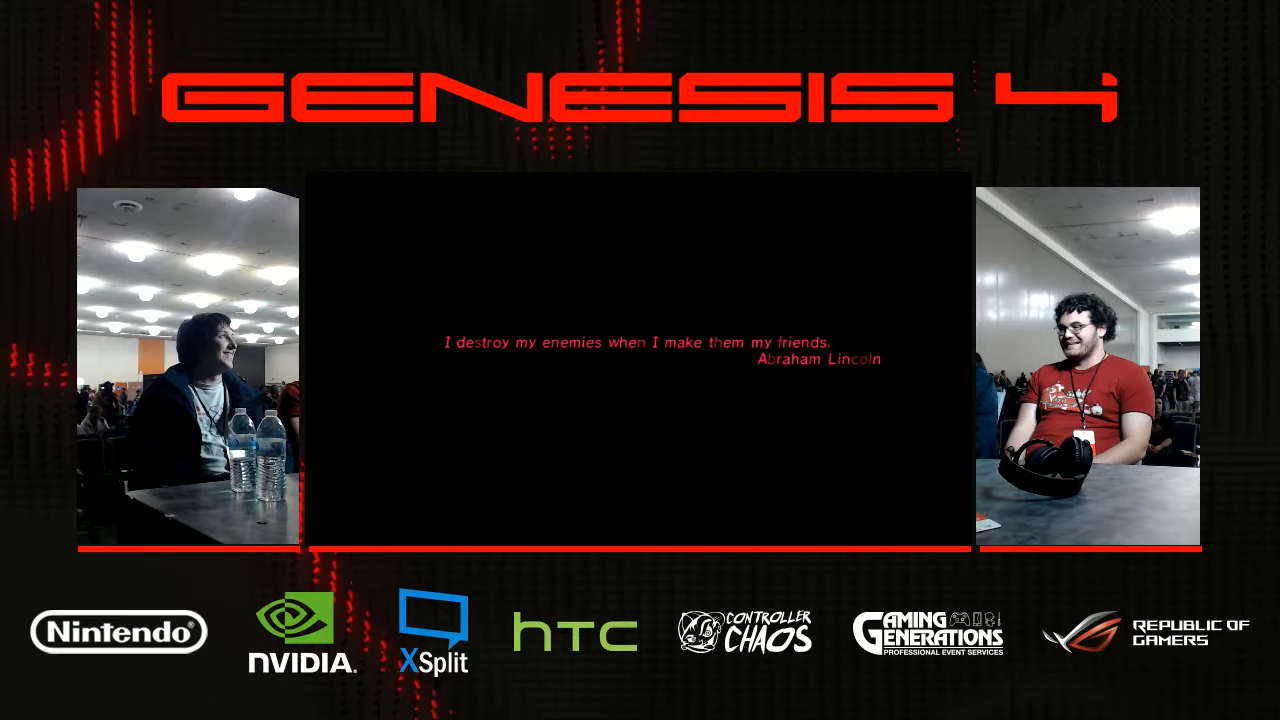 GENESIS 4
I destroy my enemies when I make them my friends.
Abraham Lincoln
Nintendo®
NVIDIA.
XSplit
hTC
CONTROLLER
CHAOS
GAMING
GENERATIONS
PROFESSIONAL EVENT SERVICES
REPUBLIC OF
GAMERS